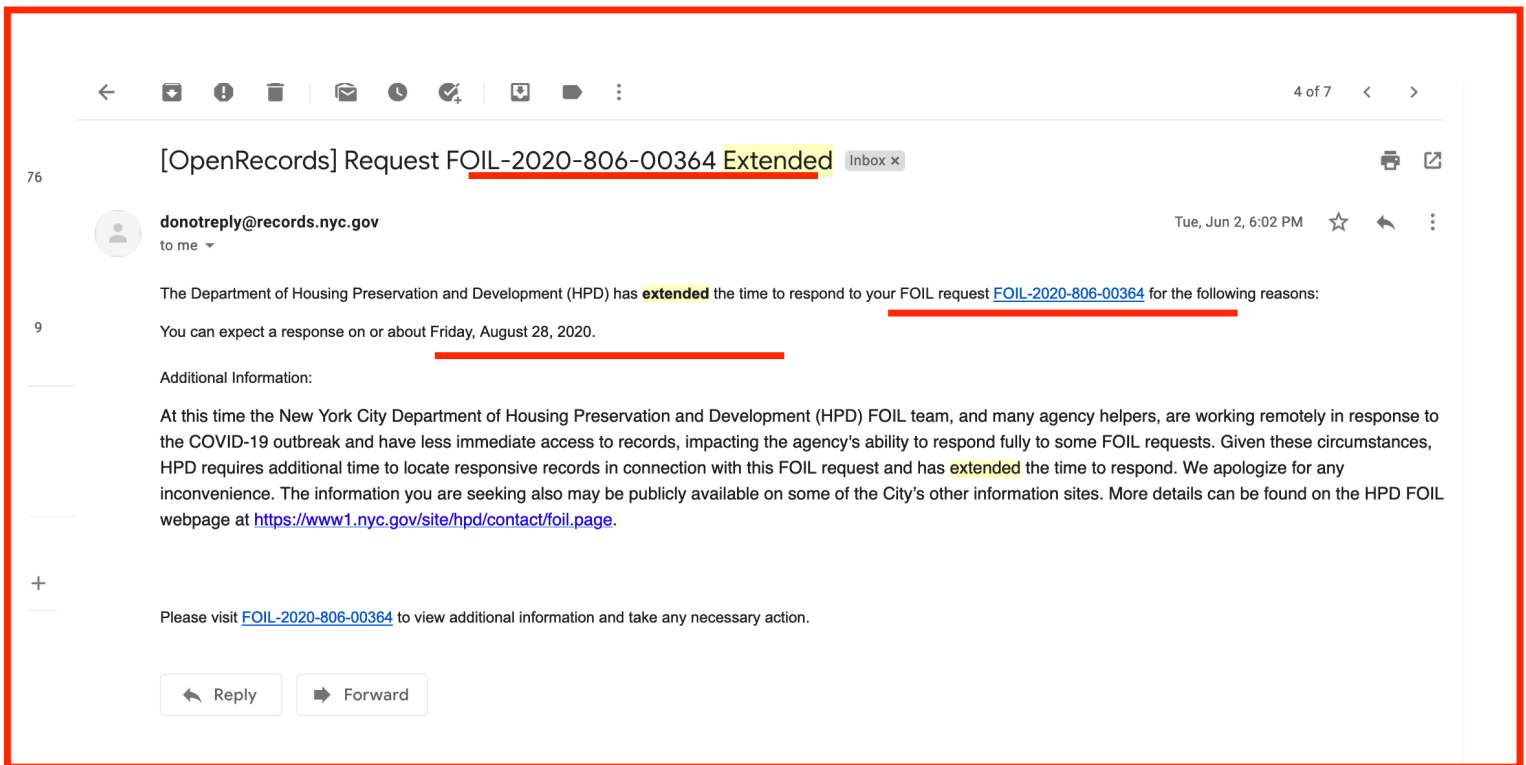 4 of 7
[OpenRecords] Request FOIL-2020-806-00364 Extended Inbox ×
76
donotreply@records.nyc.gov
Tue, Jun 2, 6:02 PM
to me
The Department of Housing Preservation and Development (HPD) has extended the time to respond to your FOIL request FOIL-2020-806-00364 for the following reasons:
9
You can expect a response on or about Friday, August 28, 2020.
Additional Information:
At this time the New York City Department of Housing Preservation and Development (HPD) FOIL team, and many agency helpers, are working remotely in response to
the COVID-19 outbreak and have less immediate access to records, impacting the agency's ability to respond fully to some FOIL requests. Given these circumstances,
HPD requires additional time to locate responsive records in connection with this FOIL request and has extended the time to respond. We apologize for any
inconvenience. The information you are seeking also may be publicly available on some of the City’s other information sites. More details can be found on the HPD FOIL
webpage at https://www1.nyc.gov/site/hpd/contact/foil.page.
Please visit FOIL-2020-806-00364 to view additional information and take any necessary action.
Reply
Forward